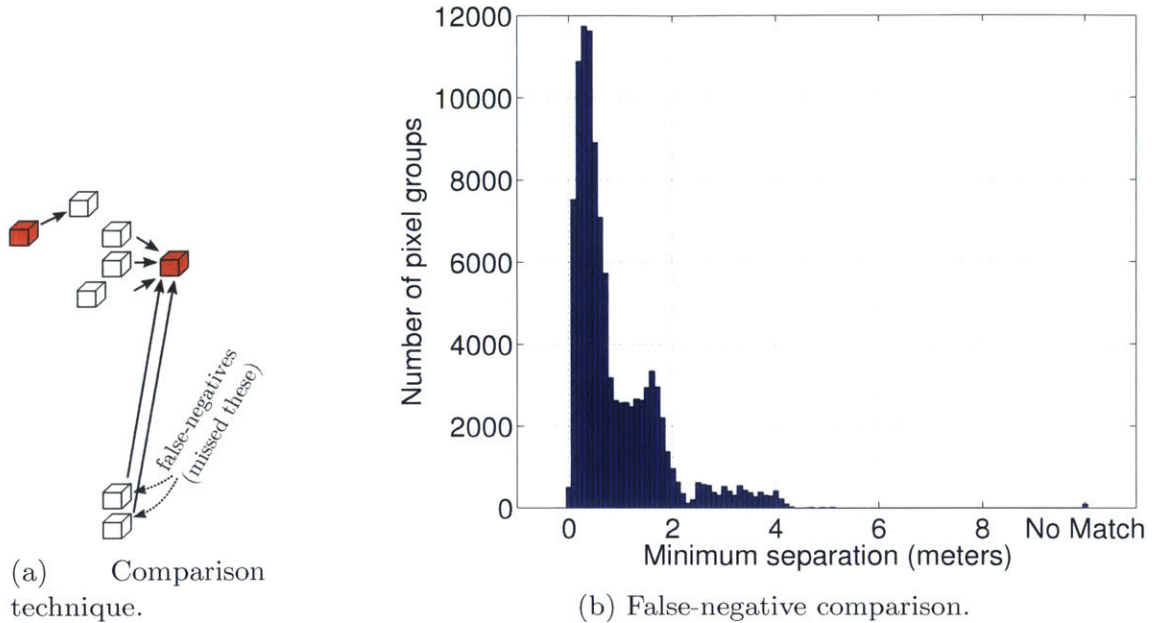 false-negatives
(missed these)
(a) Comparison
technique.
Number of pixel groups
12000
10000
8000
6000
4000
2000
0
0 2 4 6 8 No Match
Minimum separation (meters)
(b) False-negative comparison.